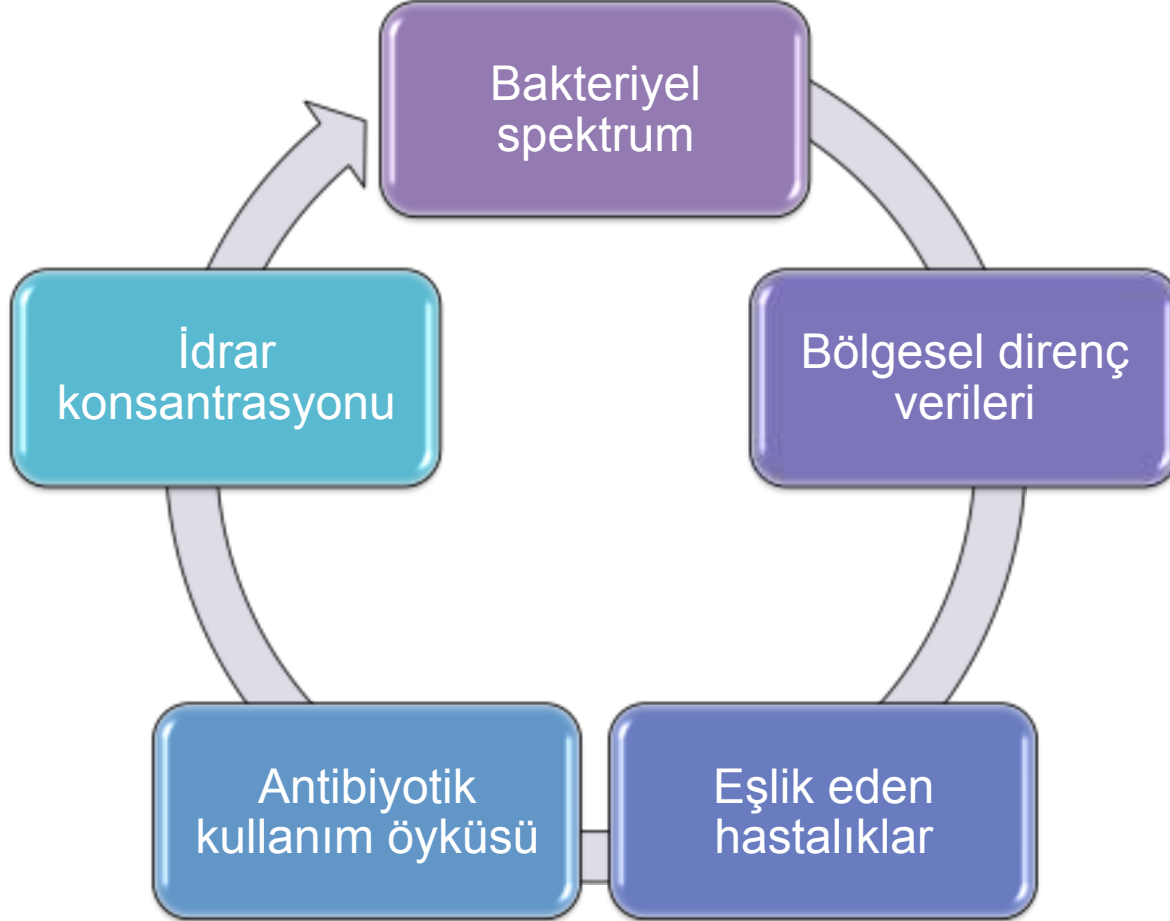 Bakteriyel
spektrum
Bölgesel direnç
verileri
Eşlik eden
hastalıklar
Antibiyotik
kullanım öyküsü
İdrar
konsantrasyonu